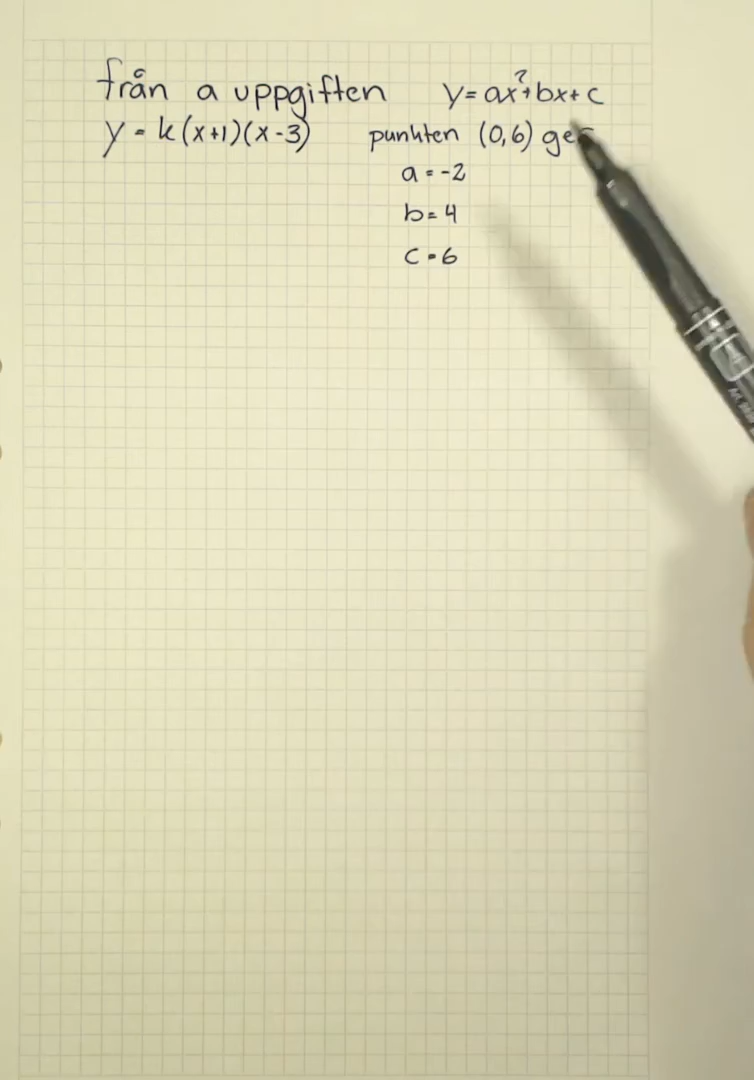 från a uppgiften y=ax²+bx+c
y = k(x+1)(x-3) punkten (0,6) ger
a = -2
b = 4
c = 6